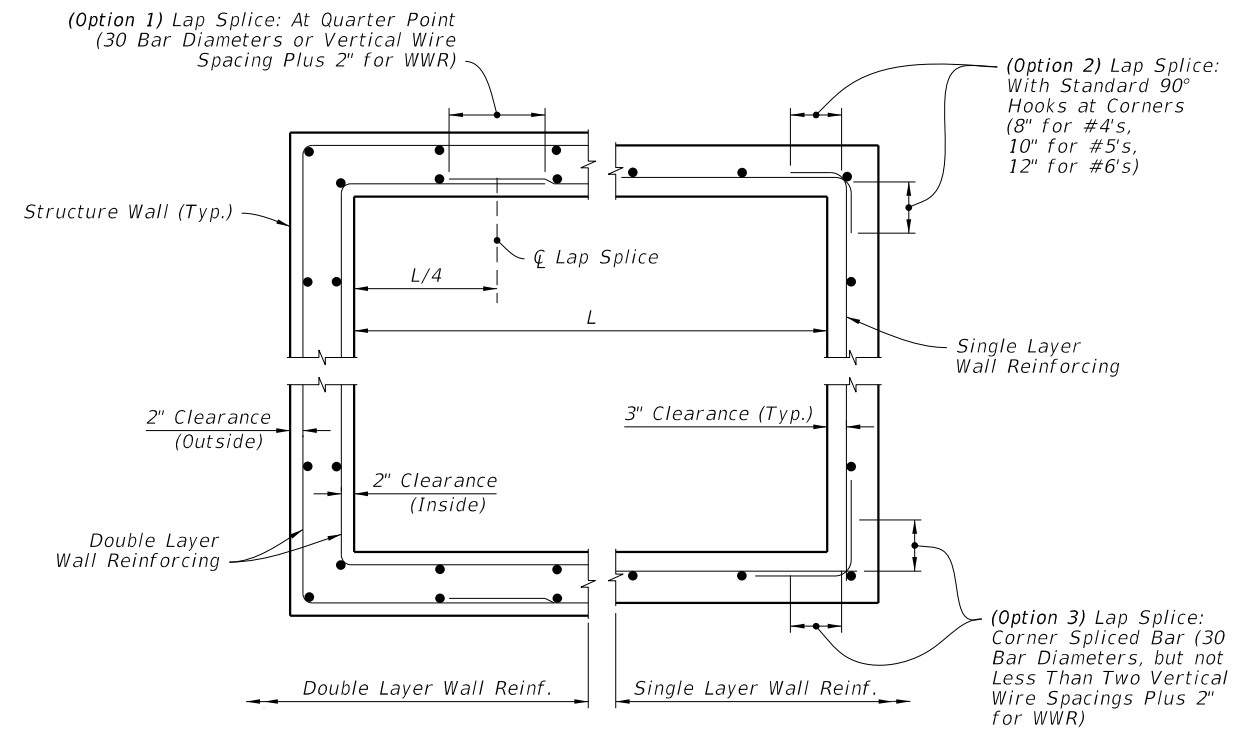 (Option 1) Lap Splice: At Quarter Point
(30 Bar Diameters or Vertical Wire
Spacing Plus 2" for WWR)
(Option 2) Lap Splice:
With Standard 90°
Hooks at Corners
(8" for #4's,
10" for #5's,
12" for #6's)
Structure Wall (Typ.)
℄ Lap Splice
L/4
L
Single Layer
Wall Reinforcing
2" Clearance
(Outside)
3" Clearance (Typ.)
2" Clearance
(Inside)
Double Layer
Wall Reinforcing
(Option 3) Lap Splice:
Corner Spliced Bar (30
Bar Diameters, but not
Less Than Two Vertical
Wire Spacings Plus 2"
for WWR)
Double Layer Wall Reinf.
Single Layer Wall Reinf.